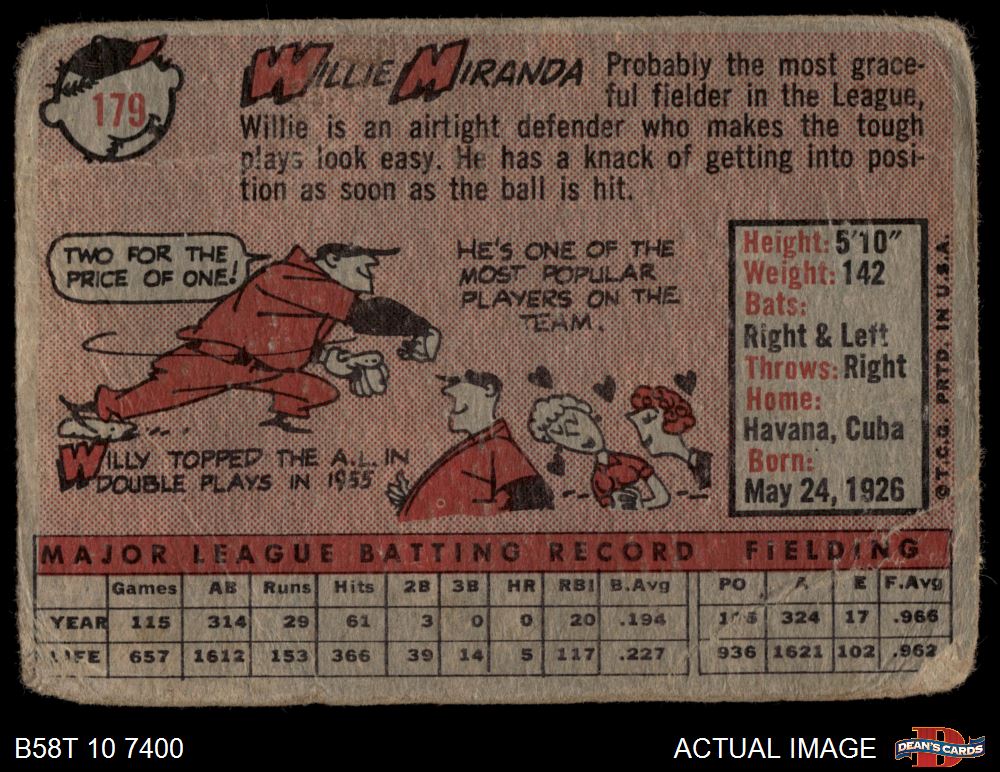 179
WILLIE MIRANDA
Probably the most grace-
ful fielder in the League,
Willie is an airtight defender who makes the tough
plays look easy. He has a knack of getting into posi-
tion as soon as the ball is hit.
TWO FOR THE
PRICE OF ONE!
WILLY TOPPED THE A.L. IN
DOUBLE PLAYS IN 1955
HE'S ONE OF THE
MOST POPULAR
PLAYERS ON THE
TEAM.
Height: 5'10"
Weight: 142
Bats:
Right & Left
Throws: Right
Home:
Havana, Cuba
Born:
May 24, 1926
© T.C.G. PRTD. IN U.S.A.
MAJOR LEAGUE BATTING RECORD FIELDING
Games AB Runs Hits 2B 3B HR RBI B.Avg PO A E F.Avg
YEAR 115 314 29 61 3 0 0 20 .194 324 17 .966
LIFE 657 1612 153 366 39 14 5 117 .227 936 1621 102 .962
B58T 10 7400
ACTUAL IMAGE
D
DEAN'S CARDS